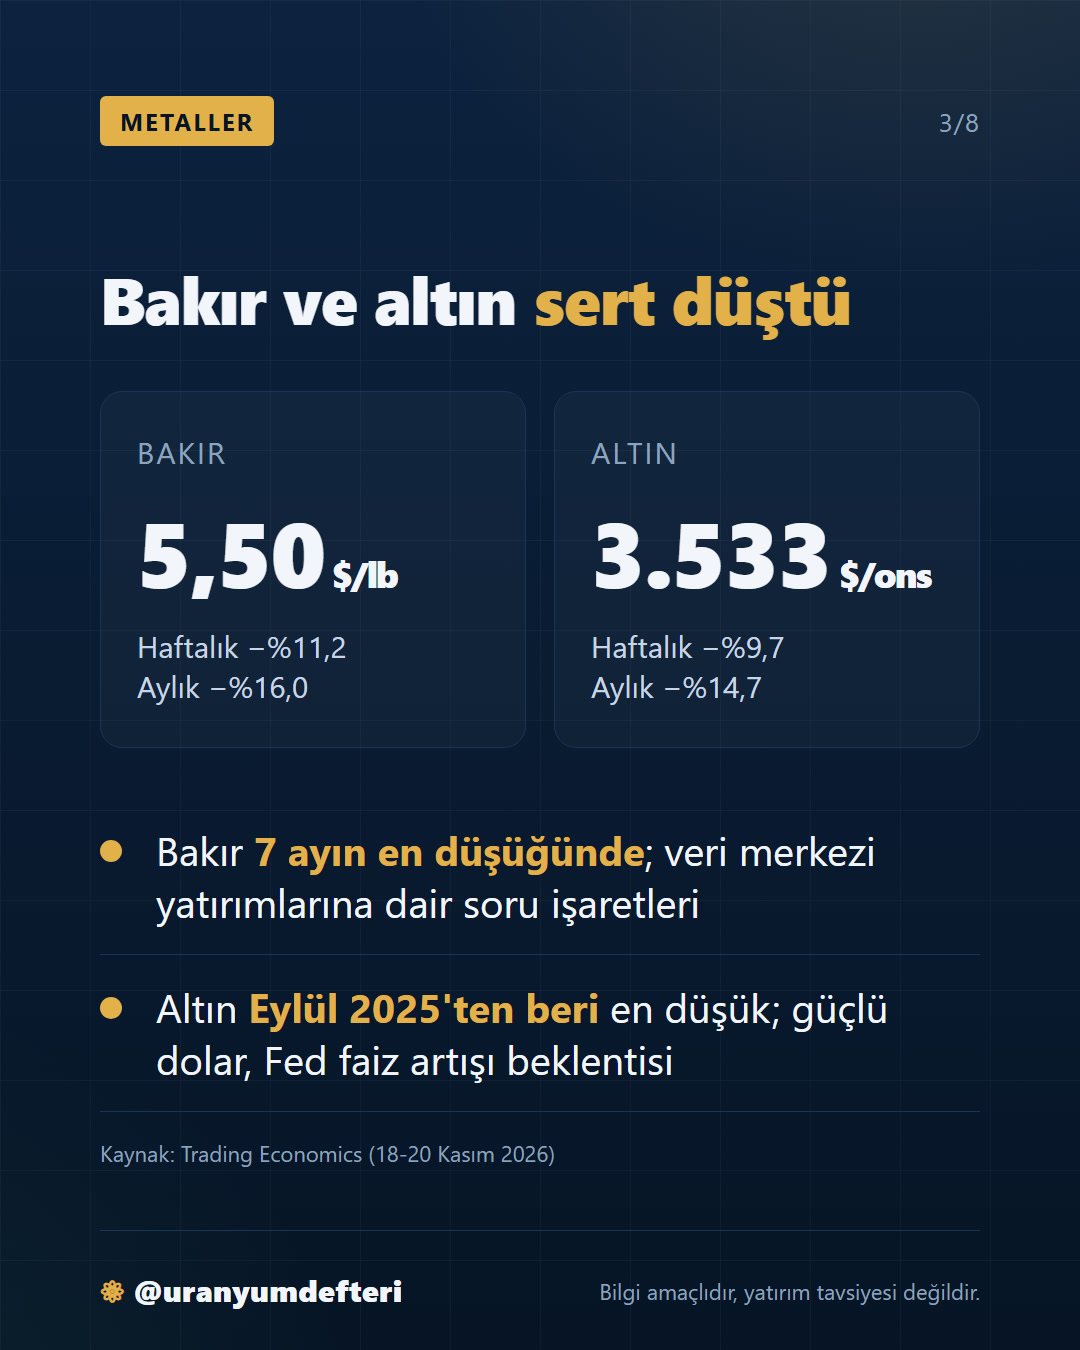 METALLER
3/8
Bakır ve altın sert düştü
BAKIR
5,50 $/lb
Haftalık −%11,2
Aylık −%16,0
ALTIN
3.533 $/ons
Haftalık −%9,7
Aylık −%14,7
Bakır 7 ayın en düşüğünde; veri merkezi
yatırımlarına dair soru işaretleri
Altın Eylül 2025'ten beri en düşük; güçlü
dolar, Fed faiz artışı beklentisi
Kaynak: Trading Economics (18-20 Kasım 2026)
@uranyumdefteri
Bilgi amaçlıdır, yatırım tavsiyesi değildir.